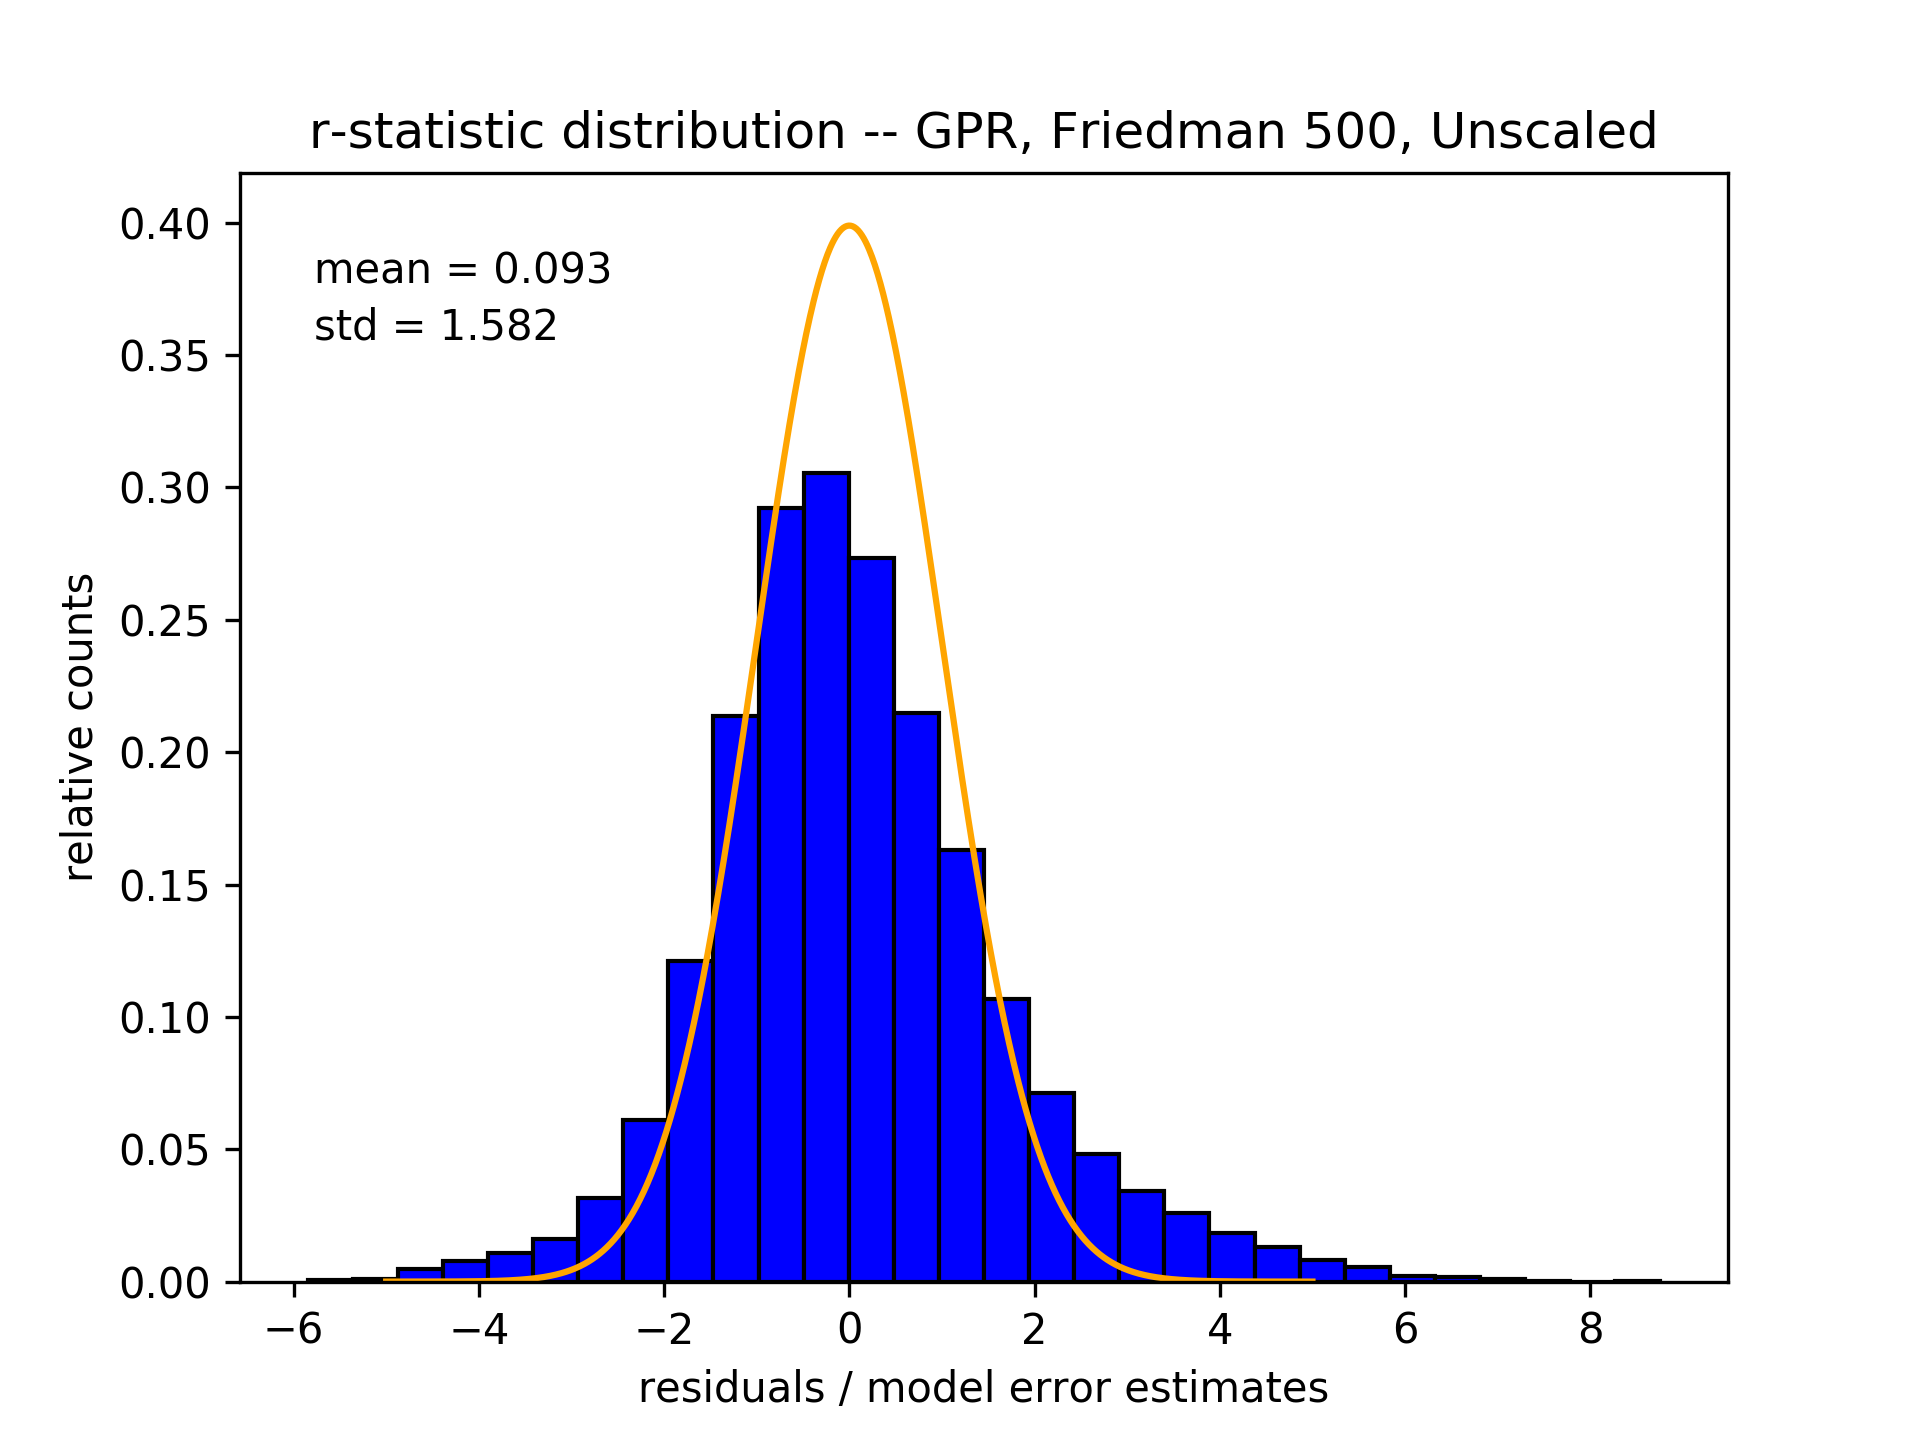 r-statistic distribution -- GPR, Friedman 500, Unscaled
mean = 0.093
std = 1.582
relative counts
0.40
0.35
0.30
0.25
0.20
0.15
0.10
0.05
0.00
−6 −4 −2 0 2 4 6 8
residuals / model error estimates